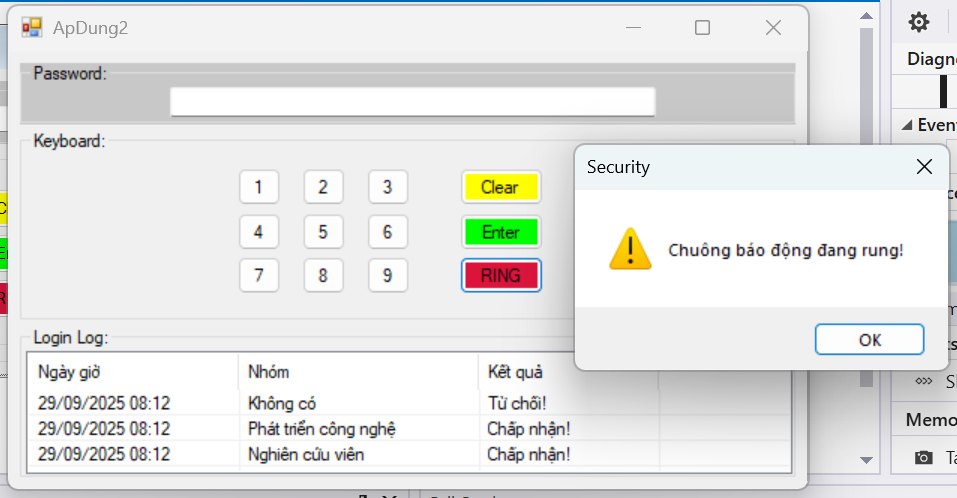 ApDung2
Password:
Keyboard:
1 2 3 Clear
4 5 6 Enter
7 8 9 RING
Security
Chuông báo động đang rung!
OK
Login Log:
Ngày giờ Nhóm Kết quả
29/09/2025 08:12 Không có Từ chối!
29/09/2025 08:12 Phát triển công nghệ Chấp nhận!
29/09/2025 08:12 Nghiên cứu viên Chấp nhận!
Diagn
Even
Memo